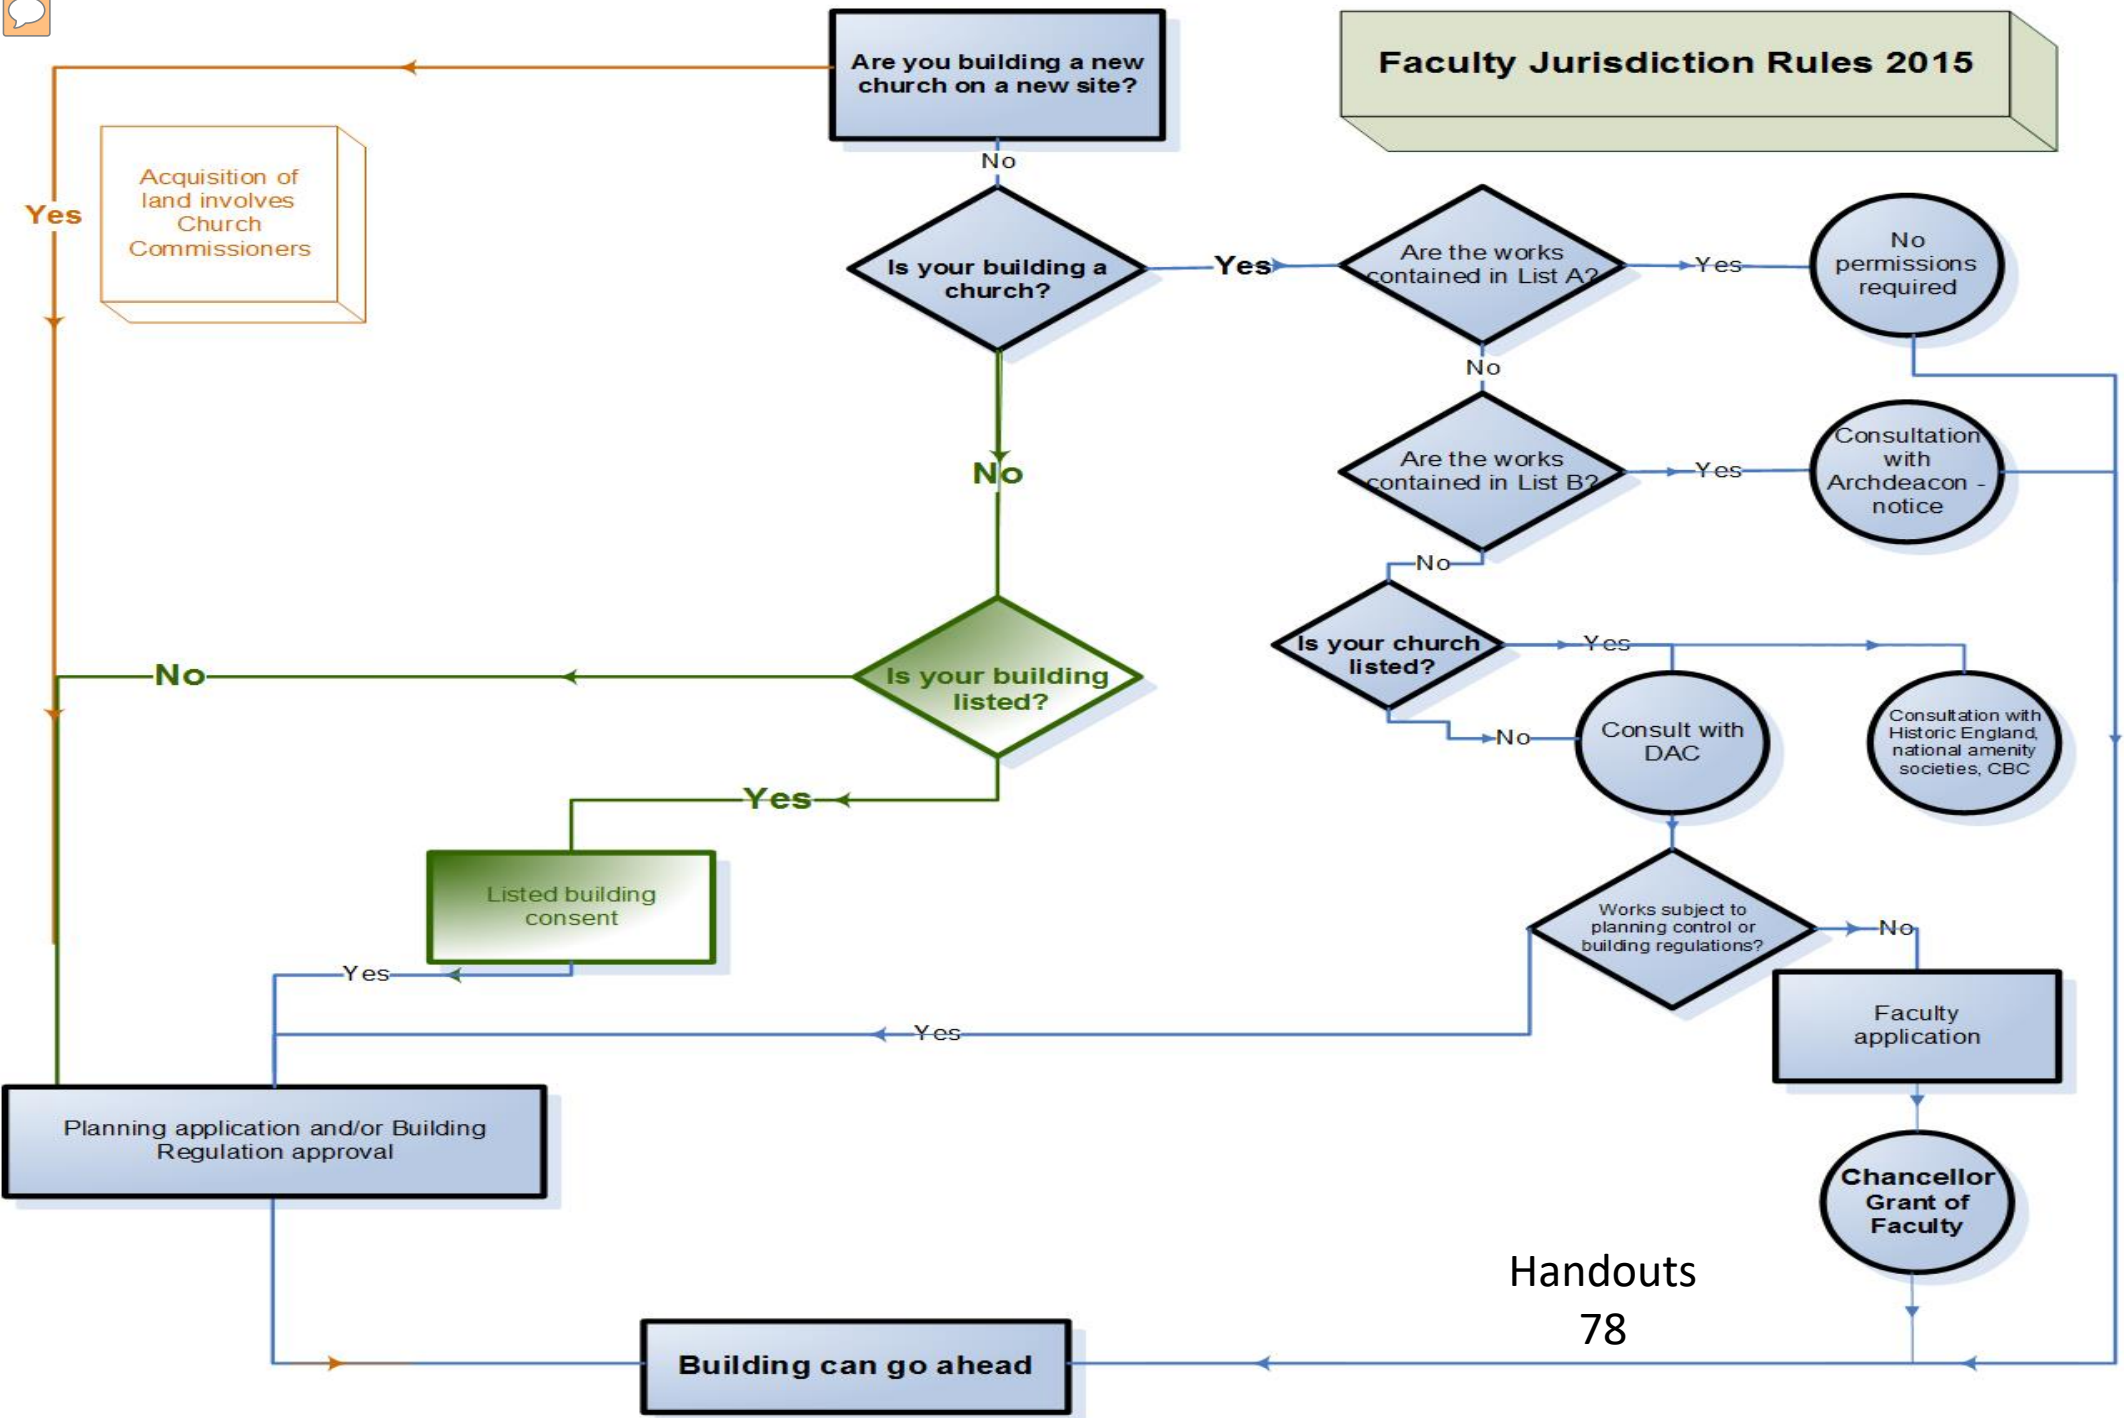 Are you building a new
church on a new site?
Faculty Jurisdiction Rules 2015
No
Yes
Acquisition of
land involves
Church
Commissioners
Is your building a
church?
Yes
Are the works
contained in List A?
Yes
No
permissions
required
No
No
Are the works
contained in List B?
Yes
Consultation
with
Archdeacon -
notice
No
Is your church
listed?
Yes
No
Consult with
DAC
Consultation with
Historic England,
national amenity
societies, CBC
No
Is your building
listed?
Yes
Listed building
consent
Yes
Works subject to
planning control or
building regulations?
No
Yes
Faculty
application
Planning application and/or Building
Regulation approval
Chancellor
Grant of
Faculty
Handouts
78
Building can go ahead